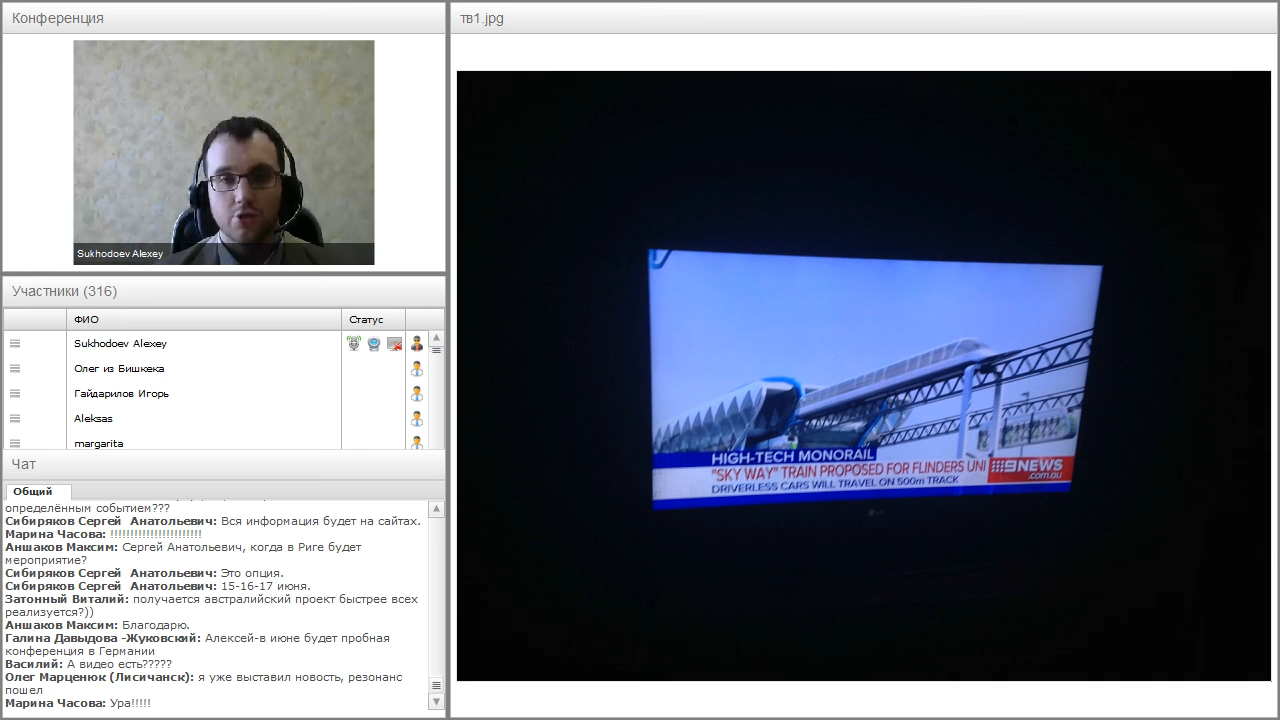 Конференция
Sukhodoev Alexey
Участники (316)
ФИО Статус
Sukhodoev Alexey
Олег из Бишкека
Гайдарилов Игорь
Aleksas
margarita
Чат
Общий
определённым событием???
Сибиряков Сергей Анатольевич: Вся информация будет на сайтах.
Марина Часова: !!!!!!!!!!!!!!!!!!!!!!!
Аншаков Максим: Сергей Анатольевич, когда в Риге будет
мероприятие?
Сибиряков Сергей Анатольевич: Это опция.
Сибиряков Сергей Анатольевич: 15-16-17 июня.
Затонный Виталий: получается австралийский проект быстрее всех
реализуется?))
Аншаков Максим: Благодарю.
Галина Давыдова -Жуковский: Алексей-в июне будет пробная
конференция в Германии
Василий: А видео есть?????
Олег Марценюк (Лисичанск): я уже выставил новость, резонанс
пошел
Марина Часова: Ура!!!!!
тв1.jpg
HIGH-TECH MONORAIL
"SKY WAY" TRAIN PROPOSED FOR FLINDERS UNI
DRIVERLESS CARS WILL TRAVEL ON 500m TRACK
9NEWS
.com.au
LG